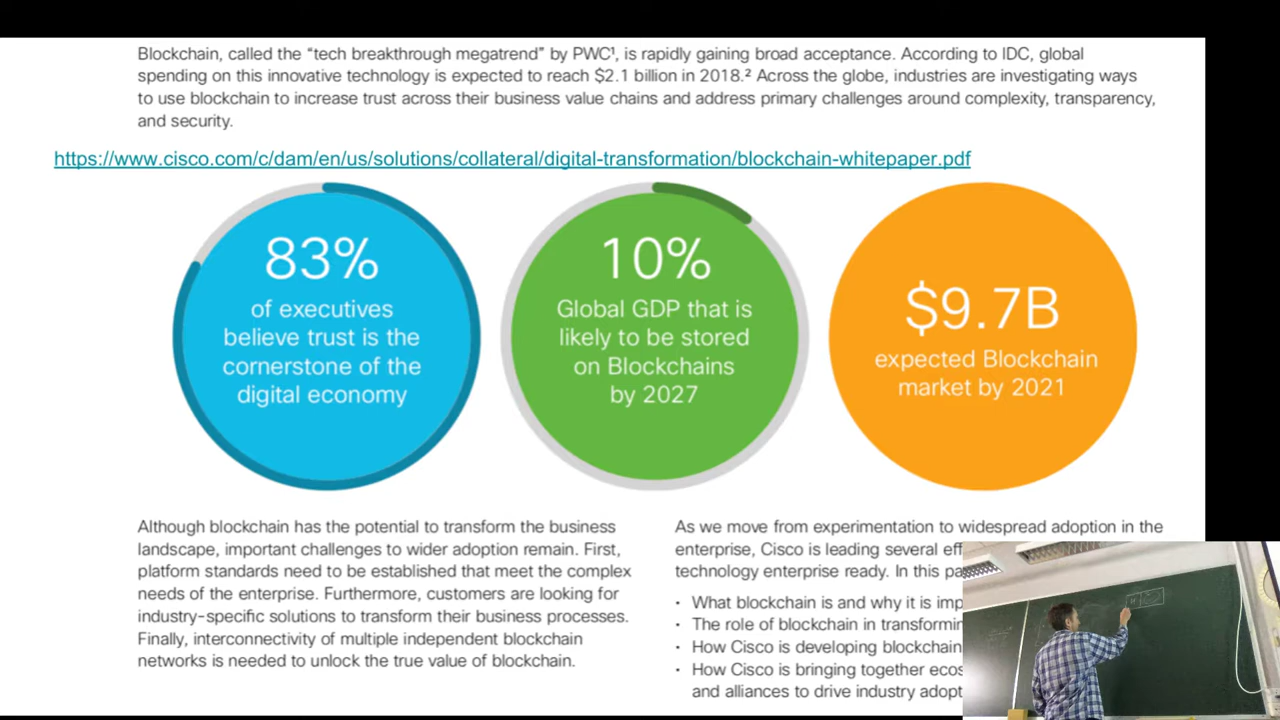 Blockchain, called the “tech breakthrough megatrend” by PWC¹, is rapidly gaining broad acceptance. According to IDC, global
spending on this innovative technology is expected to reach $2.1 billion in 2018.² Across the globe, industries are investigating ways
to use blockchain to increase trust across their business value chains and address primary challenges around complexity, transparency,
and security.
https://www.cisco.com/c/dam/en/us/solutions/collateral/digital-transformation/blockchain-whitepaper.pdf
83%
of executives
believe trust is the
cornerstone of the
digital economy
10%
Global GDP that is
likely to be stored
on Blockchains
by 2027
$9.7B
expected Blockchain
market by 2021
Although blockchain has the potential to transform the business
landscape, important challenges to wider adoption remain. First,
platform standards need to be established that meet the complex
needs of the enterprise. Furthermore, customers are looking for
industry-specific solutions to transform their business processes.
Finally, interconnectivity of multiple independent blockchain
networks is needed to unlock the true value of blockchain.
As we move from experimentation to widespread adoption in the
enterprise, Cisco is leading several
technology enterprise ready. In this
• What blockchain is and why it is
• The role of blockchain in
• How Cisco is developing blockchain
• How Cisco is bringing together
and alliances to drive industry